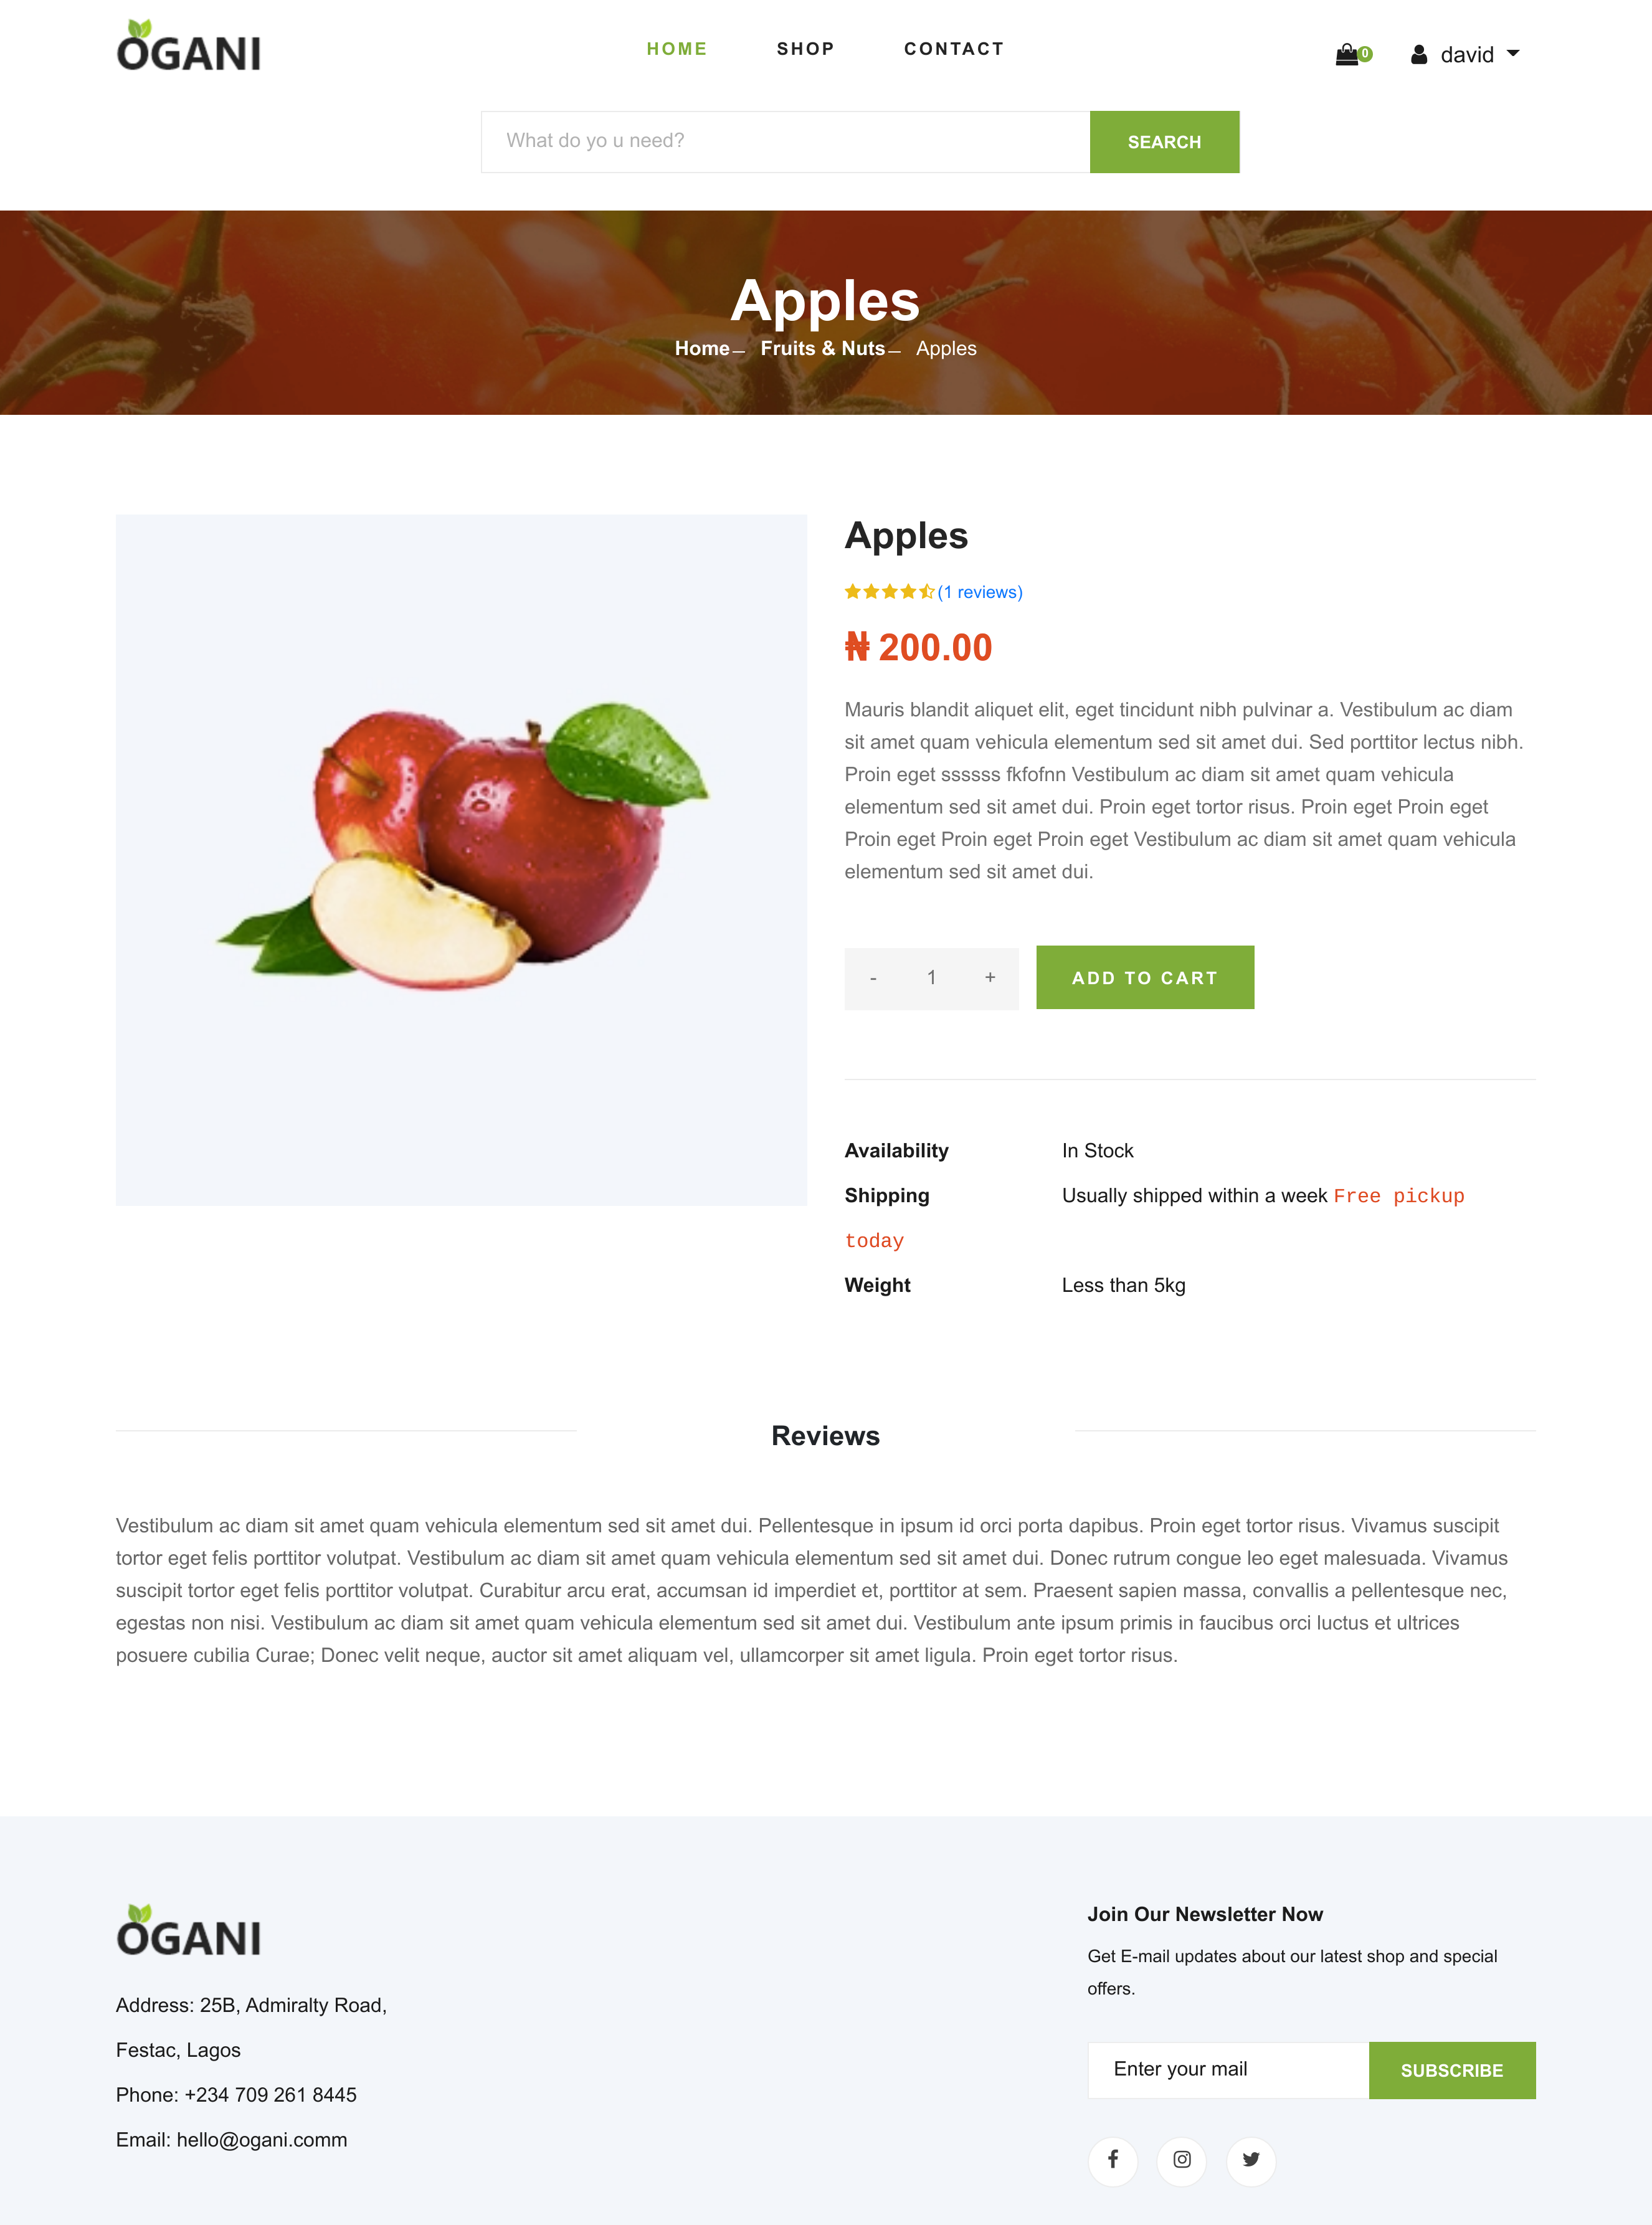 OGANI
HOME SHOP CONTACT
0 david
What do yo u need? SEARCH
Apples
Home Fruits & Nuts Apples
Apples
(1 reviews)
₦ 200.00
Mauris blandit aliquet elit, eget tincidunt nibh pulvinar a. Vestibulum ac diam
sit amet quam vehicula elementum sed sit amet dui. Sed porttitor lectus nibh.
Proin eget ssssss fkfofnn Vestibulum ac diam sit amet quam vehicula
elementum sed sit amet dui. Proin eget tortor risus. Proin eget Proin eget
Proin eget Proin eget Proin eget Vestibulum ac diam sit amet quam vehicula
elementum sed sit amet dui.
- 1 + ADD TO CART
Availability In Stock
Shipping Usually shipped within a week Free pickup
today
Weight Less than 5kg
Reviews
Vestibulum ac diam sit amet quam vehicula elementum sed sit amet dui. Pellentesque in ipsum id orci porta dapibus. Proin eget tortor risus. Vivamus suscipit
tortor eget felis porttitor volutpat. Vestibulum ac diam sit amet quam vehicula elementum sed sit amet dui. Donec rutrum congue leo eget malesuada. Vivamus
suscipit tortor eget felis porttitor volutpat. Curabitur arcu erat, accumsan id imperdiet et, porttitor at sem. Praesent sapien massa, convallis a pellentesque nec,
egestas non nisi. Vestibulum ac diam sit amet quam vehicula elementum sed sit amet dui. Vestibulum ante ipsum primis in faucibus orci luctus et ultrices
posuere cubilia Curae; Donec velit neque, auctor sit amet aliquam vel, ullamcorper sit amet ligula. Proin eget tortor risus.
OGANI
Address: 25B, Admiralty Road,
Festac, Lagos
Phone: +234 709 261 8445
Email: hello@ogani.comm
Join Our Newsletter Now
Get E-mail updates about our latest shop and special
offers.
Enter your mail SUBSCRIBE